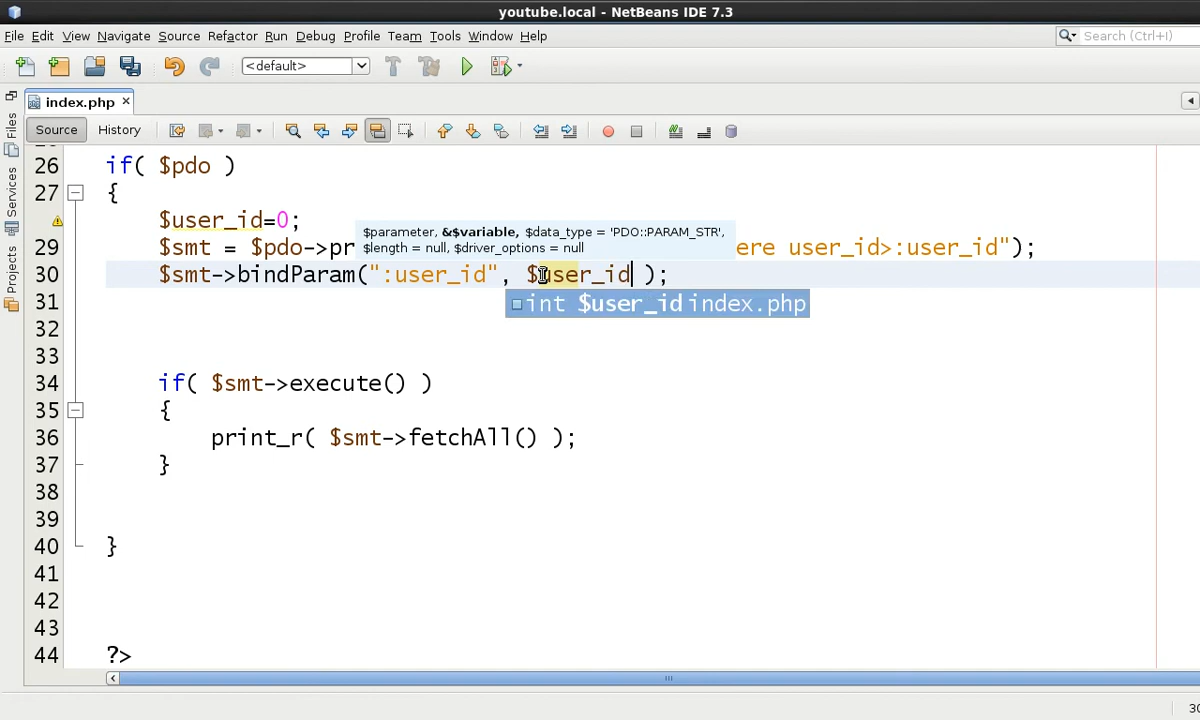 youtube.local - NetBeans IDE 7.3
File Edit View Navigate Source Refactor Run Debug Profile Team Tools Window Help
Search (Ctrl+I)
<default>
index.php
Source History
Files
Services
Projects
26 if( $pdo )
27 {
$user_id=0;
$parameter, &$variable, $data_type = 'PDO::PARAM_STR',
$length = null, $driver_options = null
29 $smt = $pdo->pr ere user_id>:user_id");
30 $smt->bindParam(":user_id", $user_id );
int $user_id index.php
31
32
33
34 if( $smt->execute() )
35 {
36 print_r( $smt->fetchAll() );
37 }
38
39
40 }
41
42
43
44 ?>
30